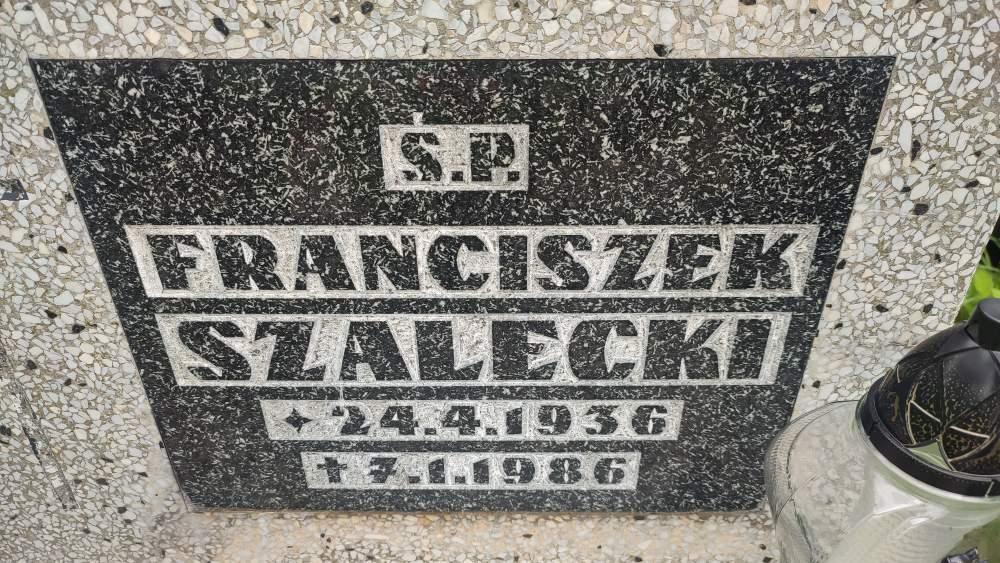 Ś.P.
FRANCISZEK
SZALECKI
✦ 24.4.1936
✝ 7.1.1986